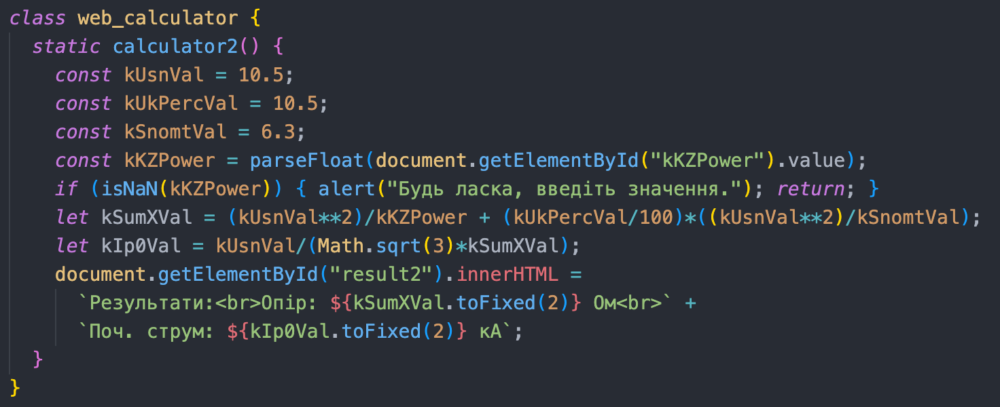 class web_calculator {
static calculator2() {
const kUsnVal = 10.5;
const kUkPercVal = 10.5;
const kSnomtVal = 6.3;
const kKZPower = parseFloat(document.getElementById("kKZPower").value);
if (isNaN(kKZPower)) { alert("Будь ласка, введіть значення."); return; }
let kSumXVal = (kUsnVal**2)/kKZPower + (kUkPercVal/100)*((kUsnVal**2)/kSnomtVal);
let kIp0Val = kUsnVal/(Math.sqrt(3)*kSumXVal);
document.getElementById("result2").innerHTML =
`Результати:<br>Опір: ${kSumXVal.toFixed(2)} Ом<br>` +
`Поч. струм: ${kIp0Val.toFixed(2)} кА`;
}
}